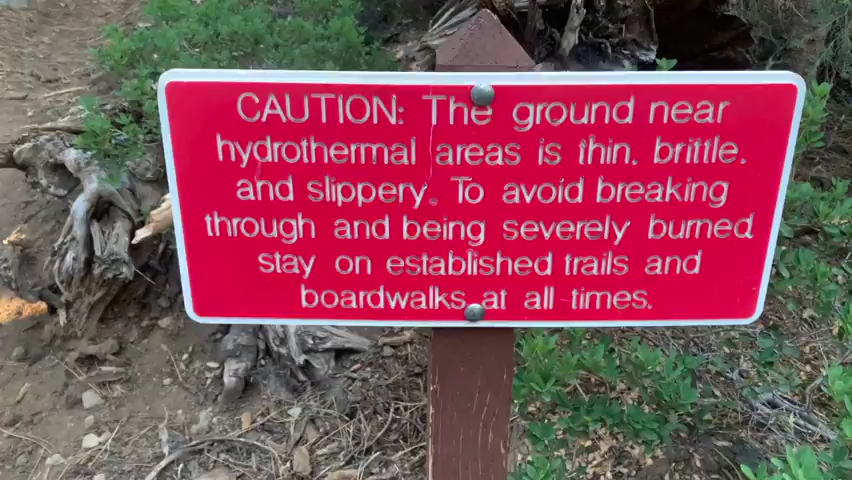 CAUTION: The ground near
hydrothermal areas is thin, brittle,
and slippery. To avoid breaking
through and being severely burned
stay on established trails and
boardwalks at all times.